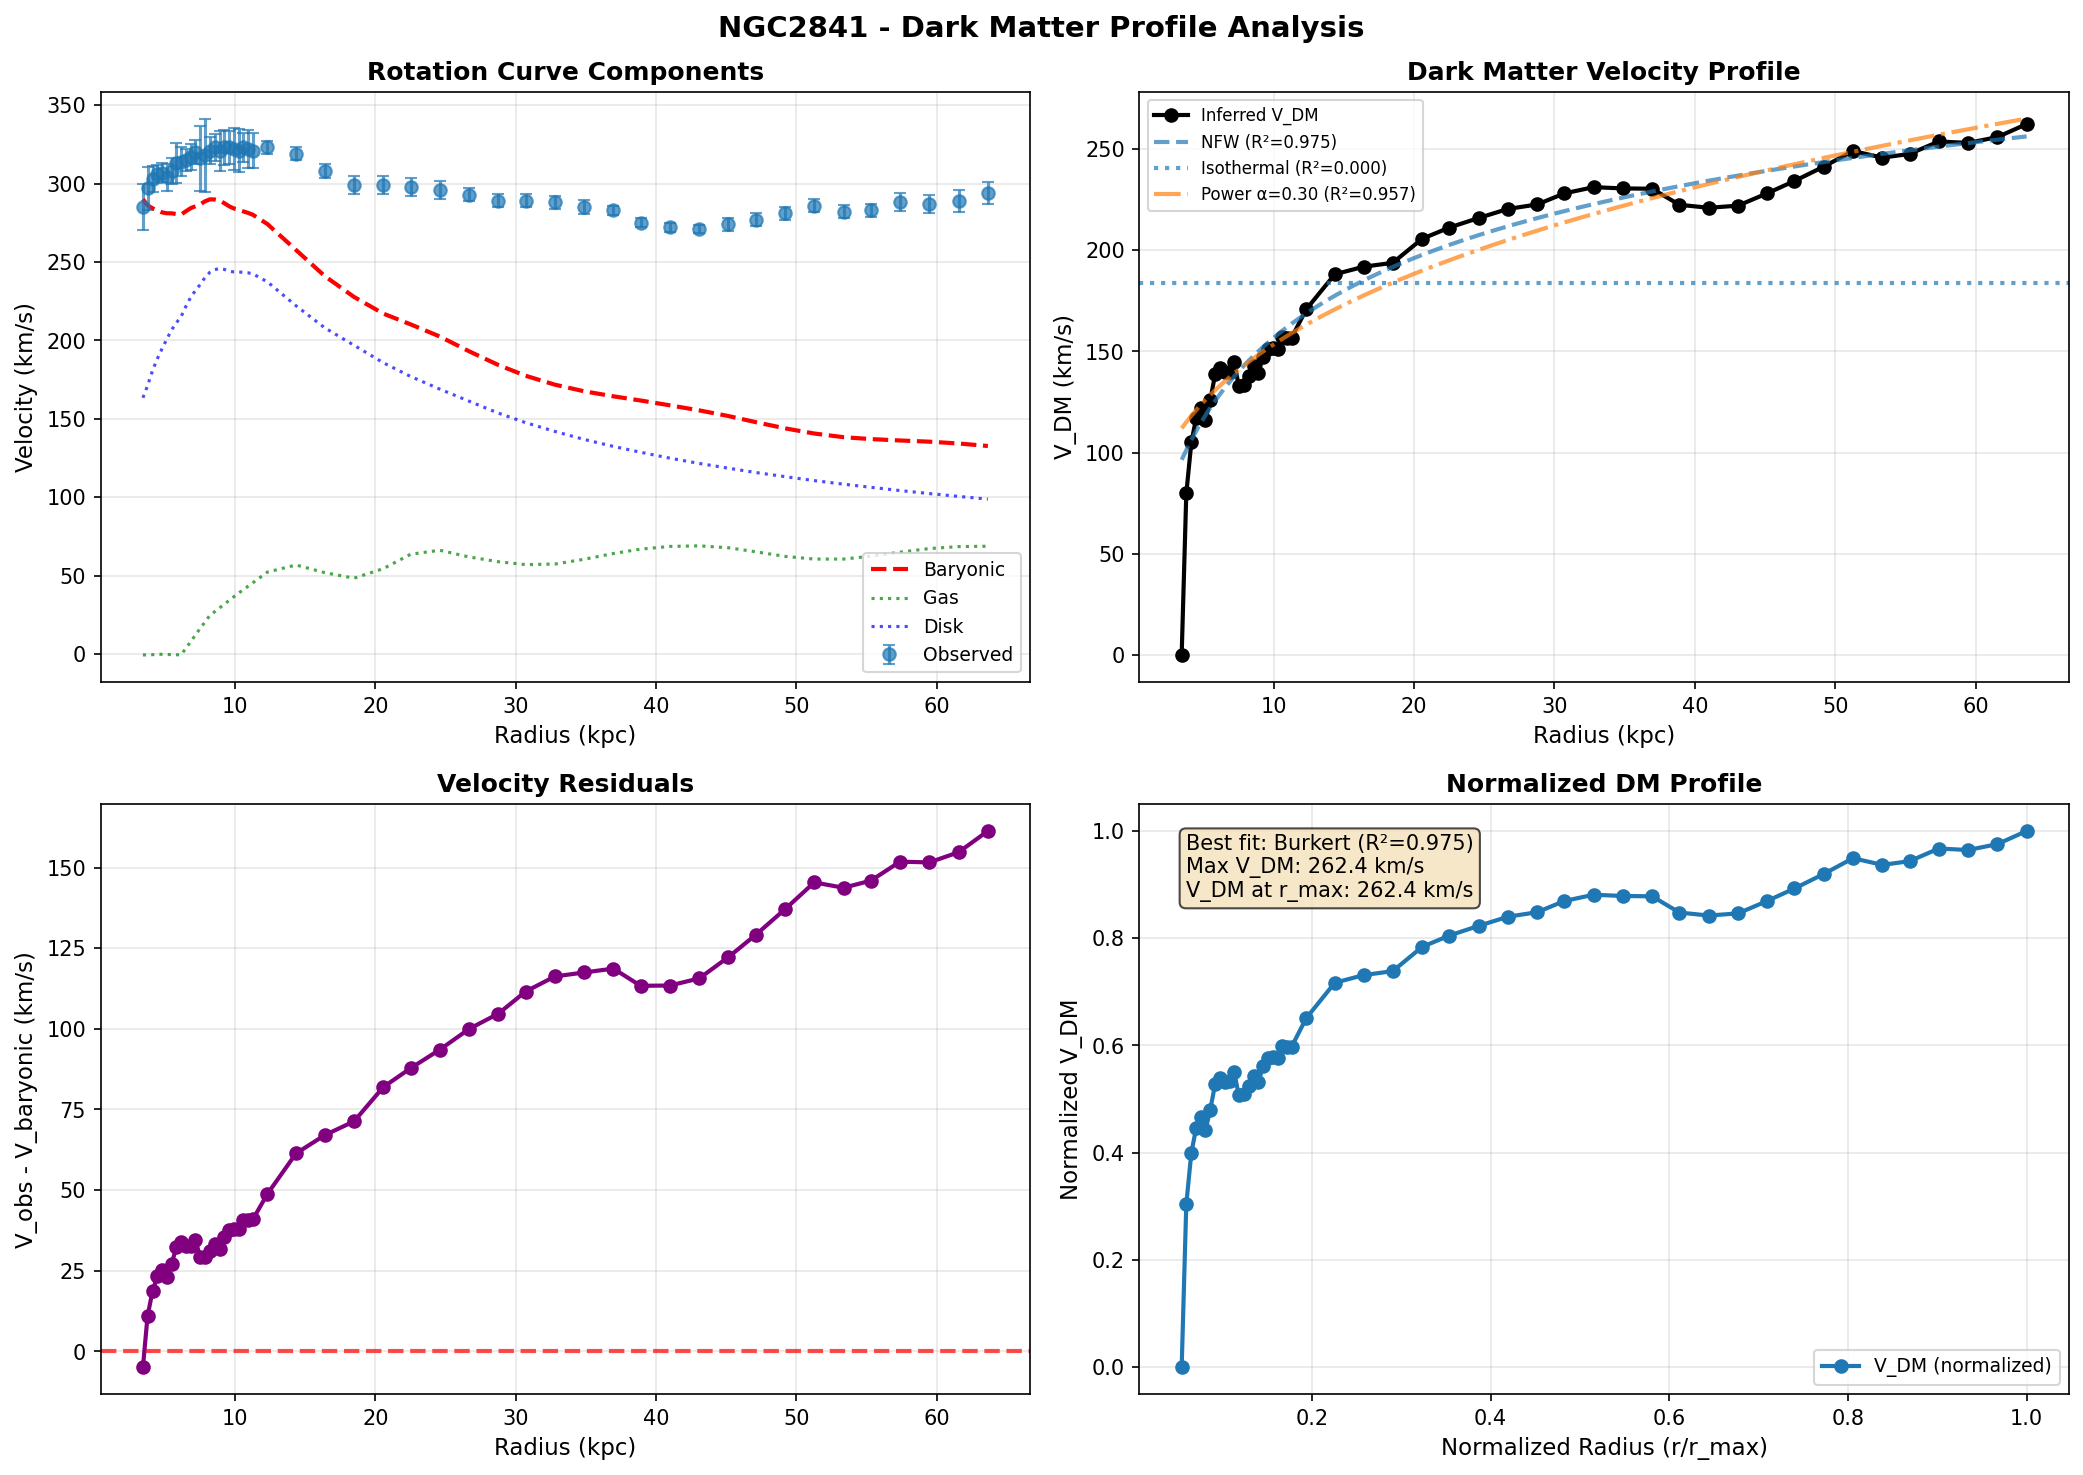 NGC2841 - Dark Matter Profile Analysis
Rotation Curve Components
350
300
250
200
150
100
50
0
Velocity (km/s)
10 20 30 40 50 60
Radius (kpc)
Baryonic
Gas
Disk
Observed
Dark Matter Velocity Profile
Inferred V_DM
NFW (R²=0.975)
Isothermal (R²=0.000)
Power α=0.30 (R²=0.957)
250
200
150
100
50
0
V_DM (km/s)
10 20 30 40 50 60
Radius (kpc)
Velocity Residuals
150
125
100
75
50
25
0
V_obs - V_baryonic (km/s)
10 20 30 40 50 60
Radius (kpc)
Normalized DM Profile
Best fit: Burkert (R²=0.975)
Max V_DM: 262.4 km/s
V_DM at r_max: 262.4 km/s
1.0
0.8
0.6
0.4
0.2
0.0
Normalized V_DM
V_DM (normalized)
0.2 0.4 0.6 0.8 1.0
Normalized Radius (r/r_max)